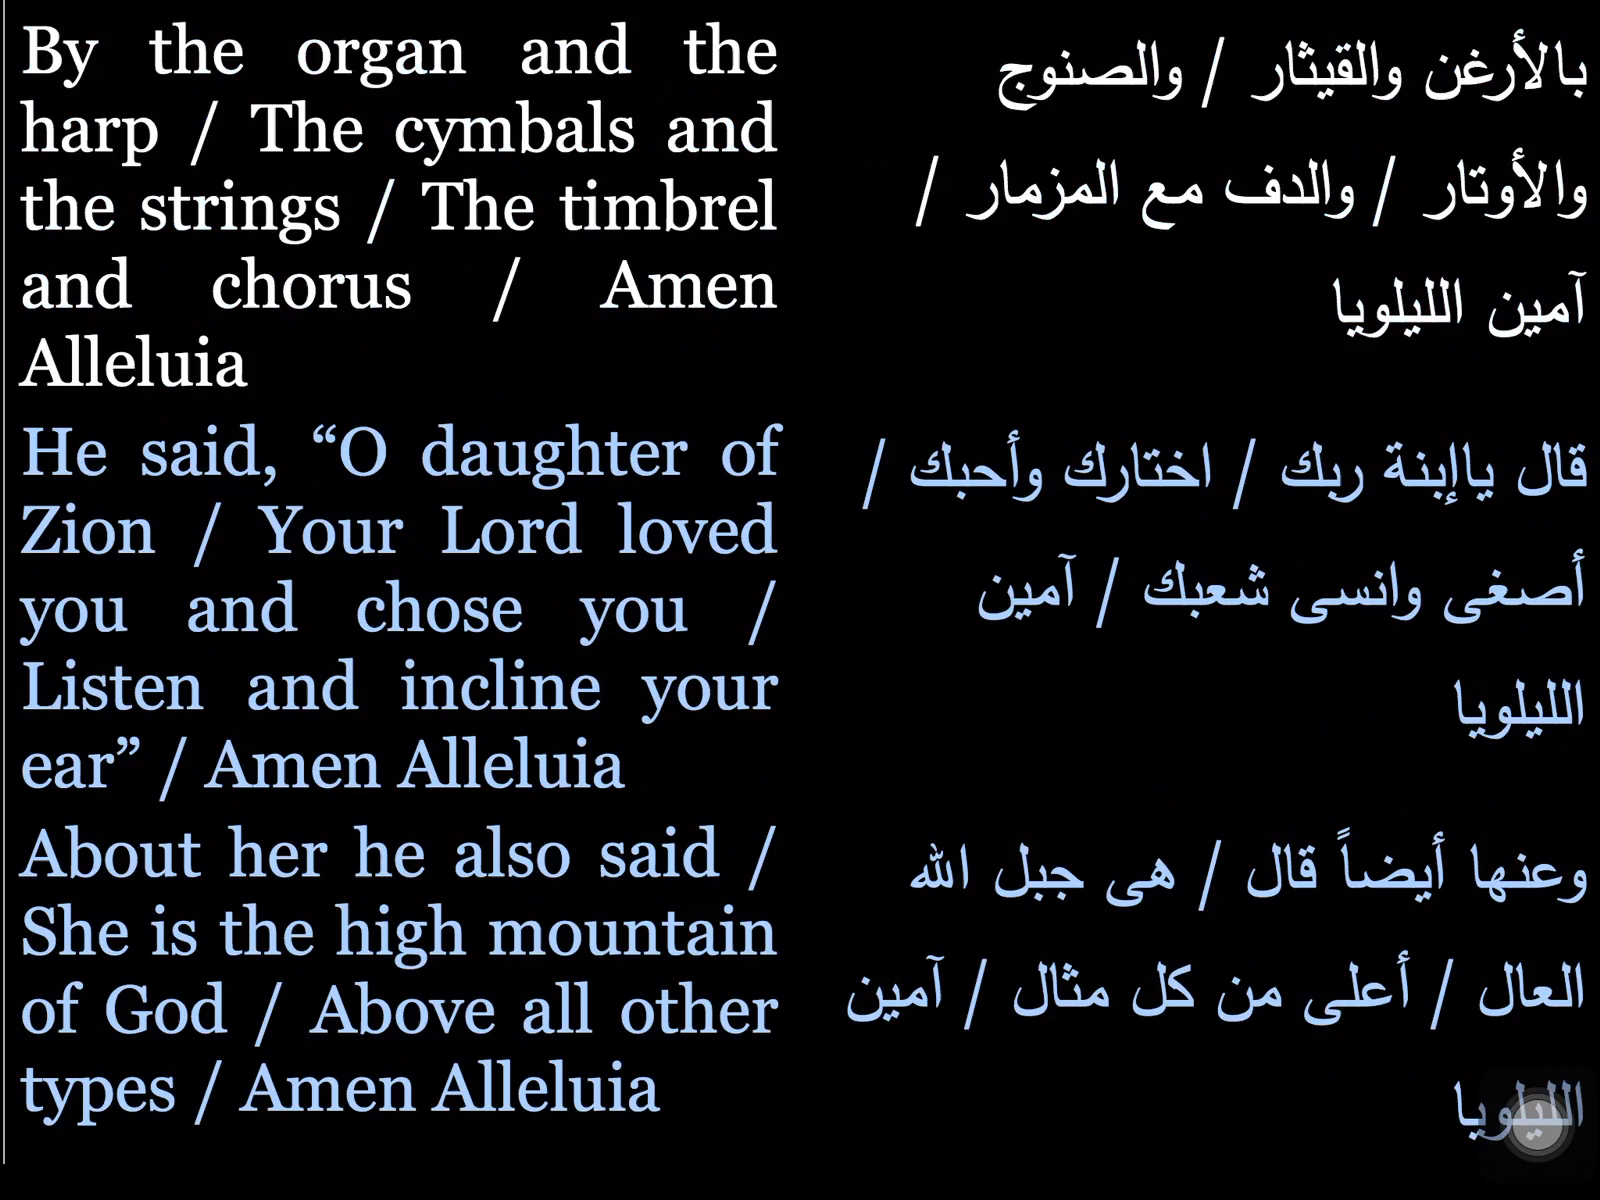 By the organ and the
harp / The cymbals and
the strings / The timbrel
and chorus / Amen
Alleluia
بالأرغن والقيثار / والصنوج
والأوتار / والدف مع المزمار /
آمين الليلويا
He said, “O daughter of
Zion / Your Lord loved
you and chose you /
Listen and incline your
ear” / Amen Alleluia
قال ياإبنة ربك / اختارك وأحبك /
أصغى وانسى شعبك / آمين
الليلويا
About her he also said /
She is the high mountain
of God / Above all other
types / Amen Alleluia
وعنها أيضاً قال / هى جبل الله
العال / أعلى من كل مثال / آمين
الليلويا